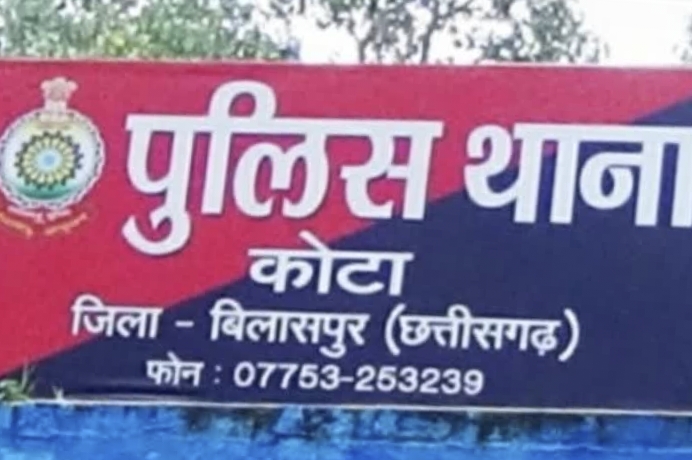 पुलिस थाना
कोटा
जिला - बिलासपुर (छत्तीसगढ़)
फोन : 07753-253239